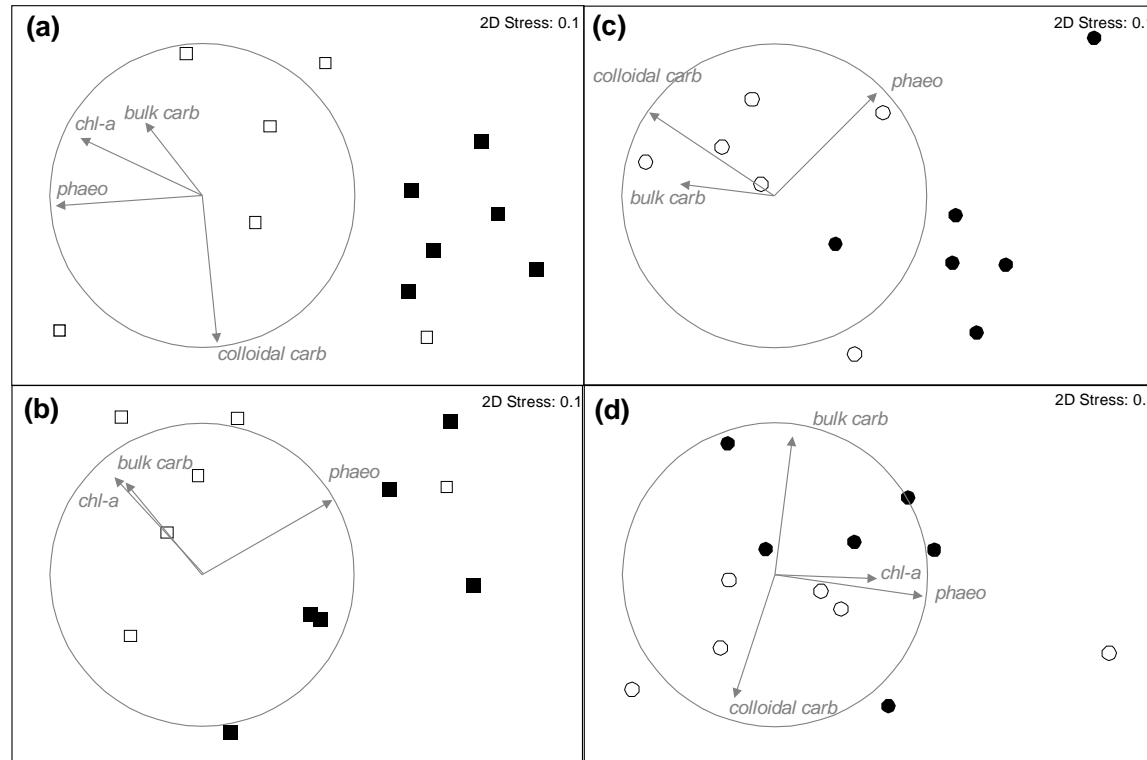 (a)
2D Stress: 0.1
bulk carb
chl-a
phaeo
colloidal carb
(c)
2D Stress: 0.1
colloidal carb
phaeo
bulk carb
(b)
2D Stress: 0.1
bulk carb
chl-a
phaeo
(d)
2D Stress: 0.
bulk carb
chl-a
phaeo
colloidal carb